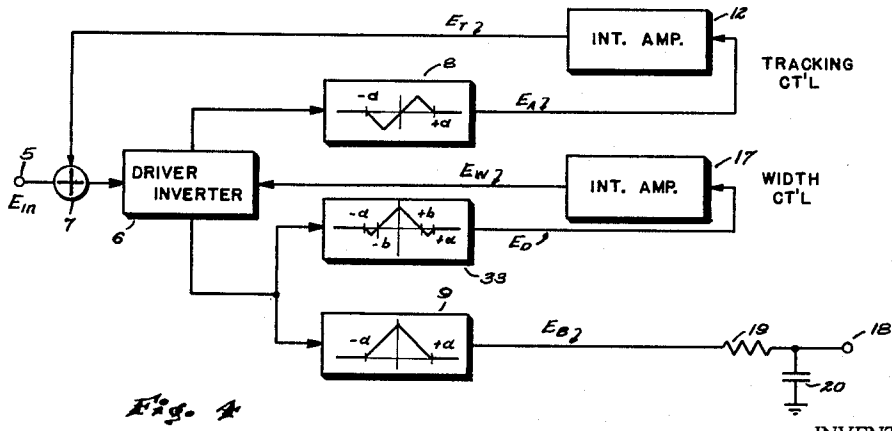 12
E_T
INT. AMP.
8
TRACKING
CT'L
-a
+a
E_A
5
E_in
7
DRIVER
INVERTER
6
17
E_W
INT. AMP.
WIDTH
CT'L
-a
+b
-b
+a
E_D
33
9
-a
+a
E_B
19
18
20
Fig. 4
INVENT